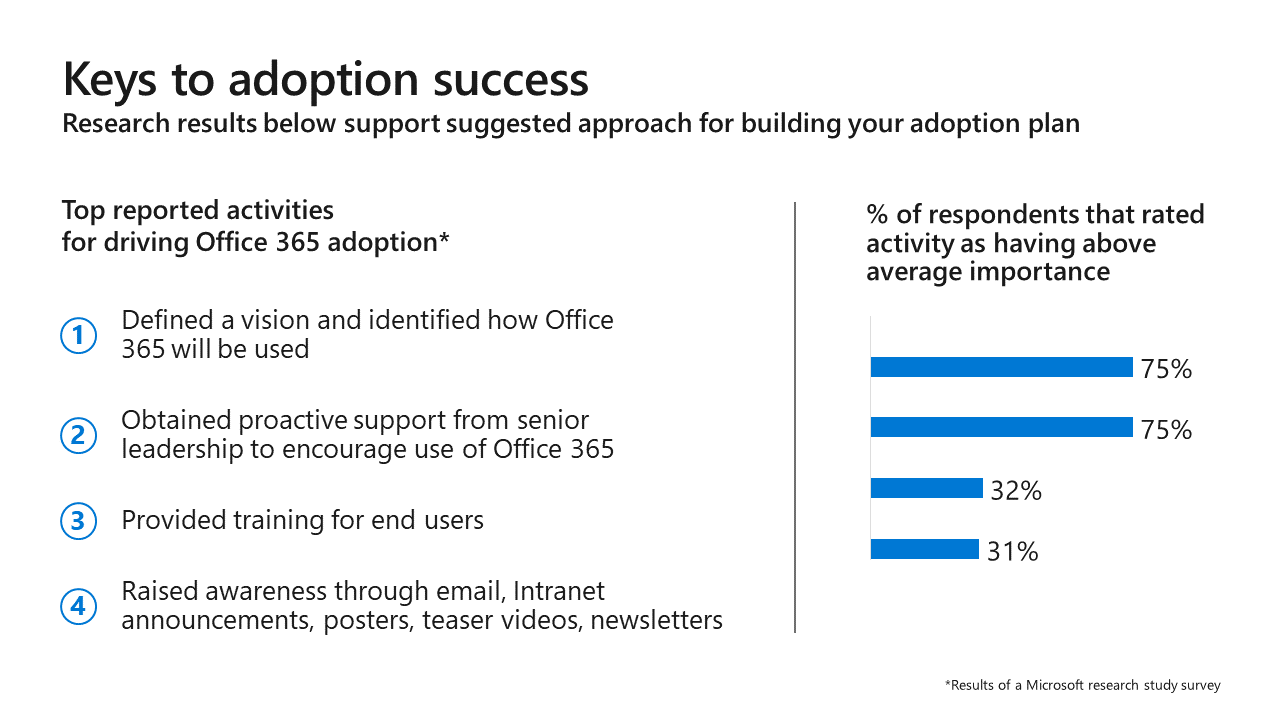 Keys to adoption success
Research results below support suggested approach for building your adoption plan
Top reported activities
for driving Office 365 adoption*
1
Defined a vision and identified how Office
365 will be used
2
Obtained proactive support from senior
leadership to encourage use of Office 365
3
Provided training for end users
4
Raised awareness through email, Intranet
announcements, posters, teaser videos, newsletters
% of respondents that rated
activity as having above
average importance
75%
75%
32%
31%
*Results of a Microsoft research study survey